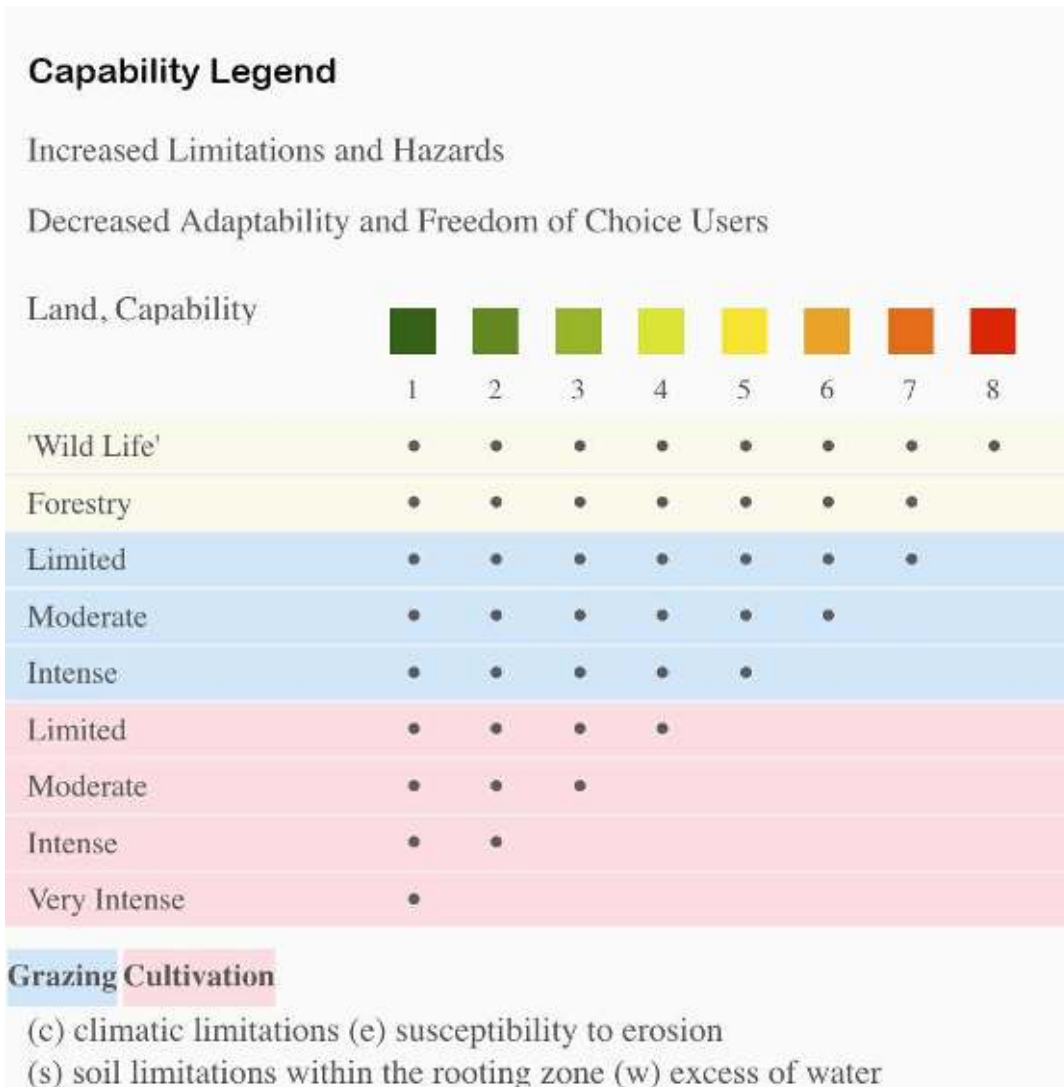 Capability Legend
Increased Limitations and Hazards
Decreased Adaptability and Freedom of Choice Users
Land, Capability
1 2 3 4 5 6 7 8
'Wild Life' • • • • • • • •
Forestry • • • • • • •
Limited • • • • • • •
Moderate • • • • • •
Intense • • • • •
Limited • • • •
Moderate • • •
Intense • •
Very Intense •
Grazing Cultivation
(c) climatic limitations (e) susceptibility to erosion
(s) soil limitations within the rooting zone (w) excess of water